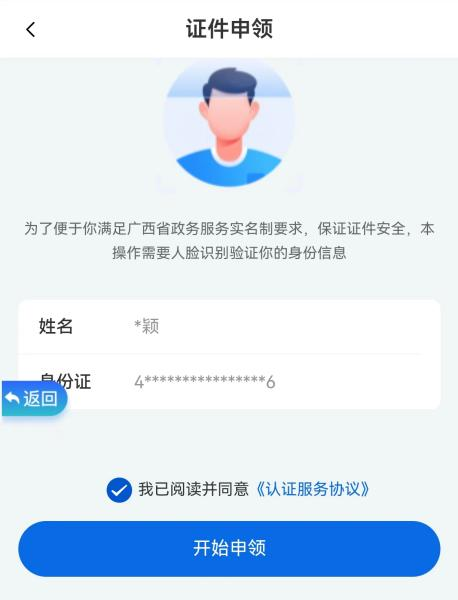 证件申领
为了便于你满足广西省政务服务实名制要求，保证证件安全，本
操作需要人脸识别验证你的身份信息
姓名 *颖
身份证 4****************6
返回
我已阅读并同意《认证服务协议》
开始申领